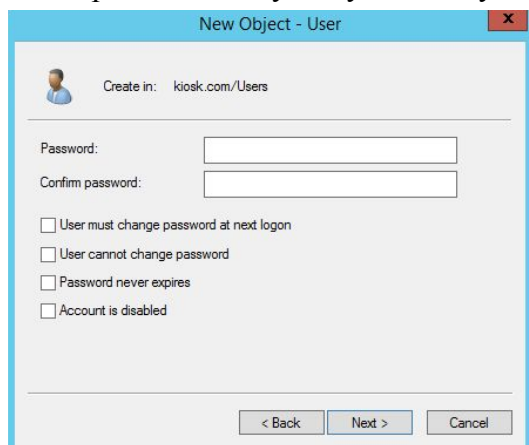 New Object - User
x
Create in: kiosk.com/Users
Password:
Confirm password:
User must change password at next logon
User cannot change password
Password never expires
Account is disabled
< Back Next > Cancel